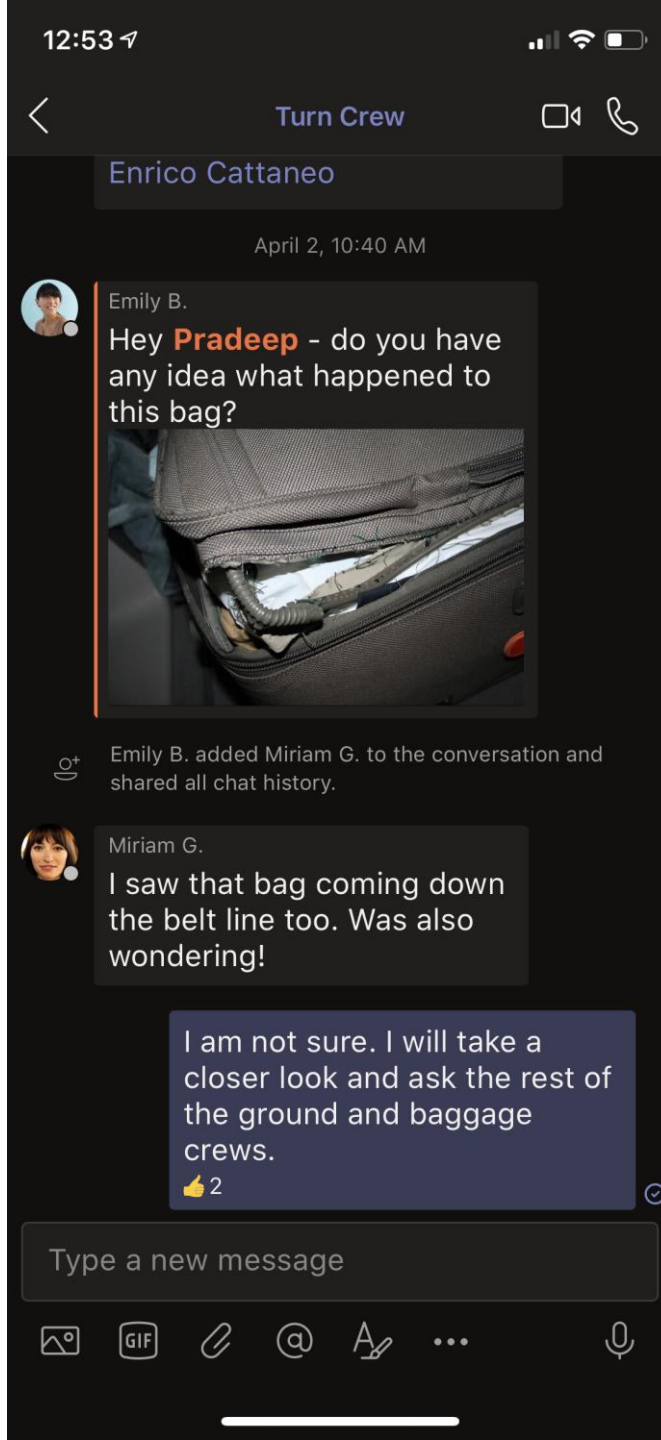 12:53
Turn Crew
Enrico Cattaneo
April 2, 10:40 AM
Emily B.
Hey Pradeep - do you have
any idea what happened to
this bag?
Emily B. added Miriam G. to the conversation and
shared all chat history.
Miriam G.
I saw that bag coming down
the belt line too. Was also
wondering!
I am not sure. I will take a
closer look and ask the rest of
the ground and baggage
crews.
👍 2
Type a new message
GIF